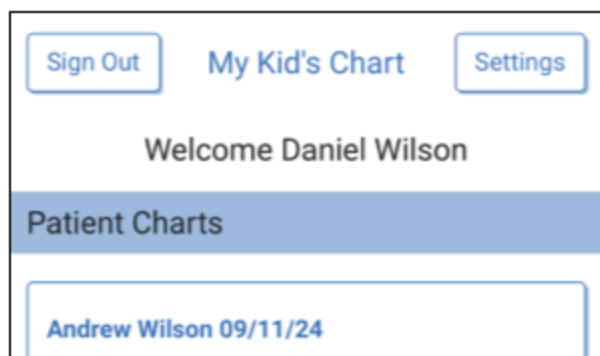 Sign Out My Kid's Chart Settings
Welcome Daniel Wilson
Patient Charts
Andrew Wilson 09/11/24